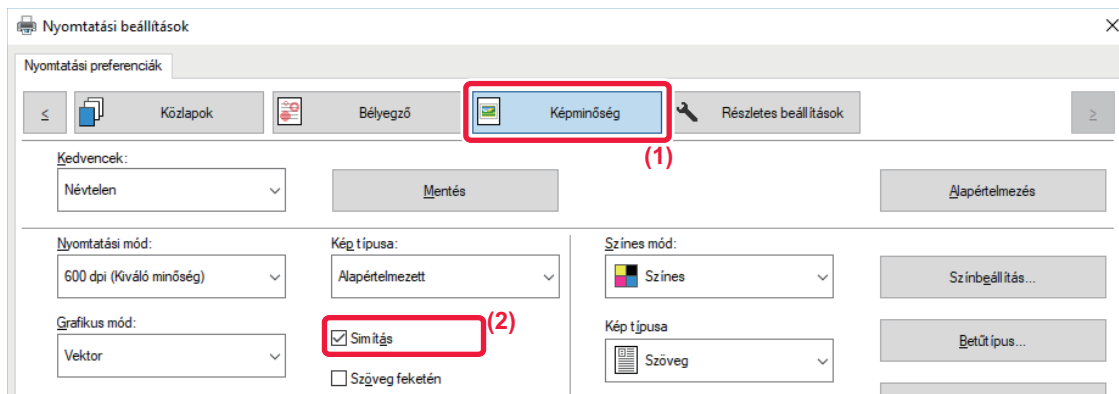 Nyomtatási beállítások
Nyomtatási preferenciák
< Közlapok Bélyegző Képminőség Részletes beállítások >
(1)
Kedvencek:
Névtelen Mentés Alapértelmezés
Nyomtatási mód: Kép típusa: Színes mód:
600 dpi (Kiváló minőség) Alapértelmezett Színes Színbeállítás...
(2)
Grafikus mód: Simítás Kép típusa
Vektor Szöveg Betűtípus...
Szöveg feketén